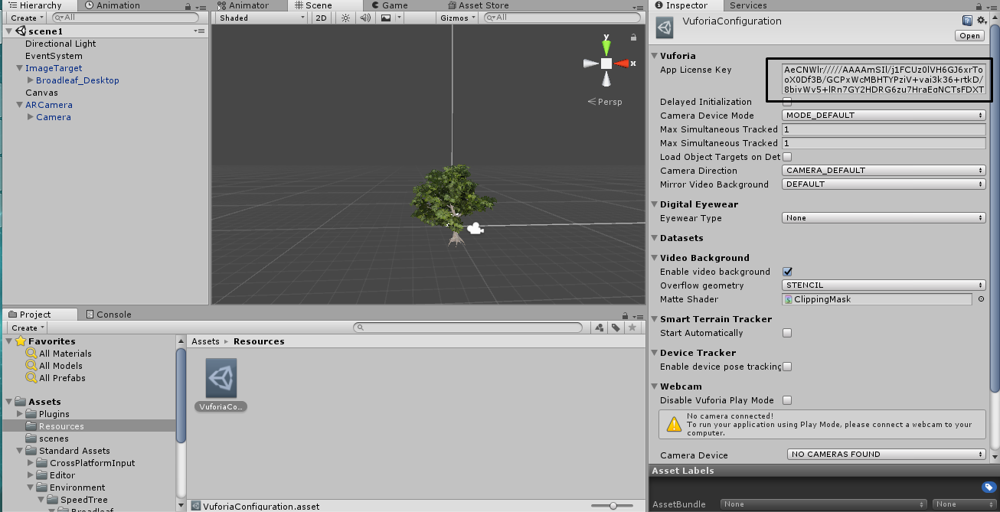 Hierarchy
Animation
Create
All
scene1
Directional Light
EventSystem
ImageTarget
Broadleaf_Desktop
Canvas
ARCamera
Camera
Animator
Scene
Game
Asset Store
Shaded
2D
Gizmos
All
y
x
Persp
Project
Console
Create
Favorites
All Materials
All Models
All Prefabs
Assets
Plugins
Resources
scenes
Standard Assets
CrossPlatformInput
Editor
Environment
SpeedTree
Broadleaf
Assets ▸ Resources
VuforiaCo...
VuforiaConfiguration.asset
Inspector
Services
VuforiaConfiguration
Open
Vuforia
App License Key
AeCNWlr/////AAAAmSIl/j1FCUz0lVH6GJ6xrTo
oX0Df3B/GCPxWcMBHTYPziV+vai3k36+rtkD/
8bivWv5+lRn7GY2HDRG6zu7HraEaNCTsFDXT
Delayed Initialization
Camera Device Mode MODE_DEFAULT
Max Simultaneous Tracked 1
Max Simultaneous Tracked 1
Load Object Targets on Det
Camera Direction CAMERA_DEFAULT
Mirror Video Background DEFAULT
Digital Eyewear
Eyewear Type None
Datasets
Video Background
Enable video background
Overflow geometry STENCIL
Matte Shader ClippingMask
Smart Terrain Tracker
Start Automatically
Device Tracker
Enable device pose tracking
Webcam
Disable Vuforia Play Mode
No camera connected!
To run your application using Play Mode, please connect a webcam to your
computer.
Camera Device NO CAMERAS FOUND
Asset Labels
AssetBundle None None